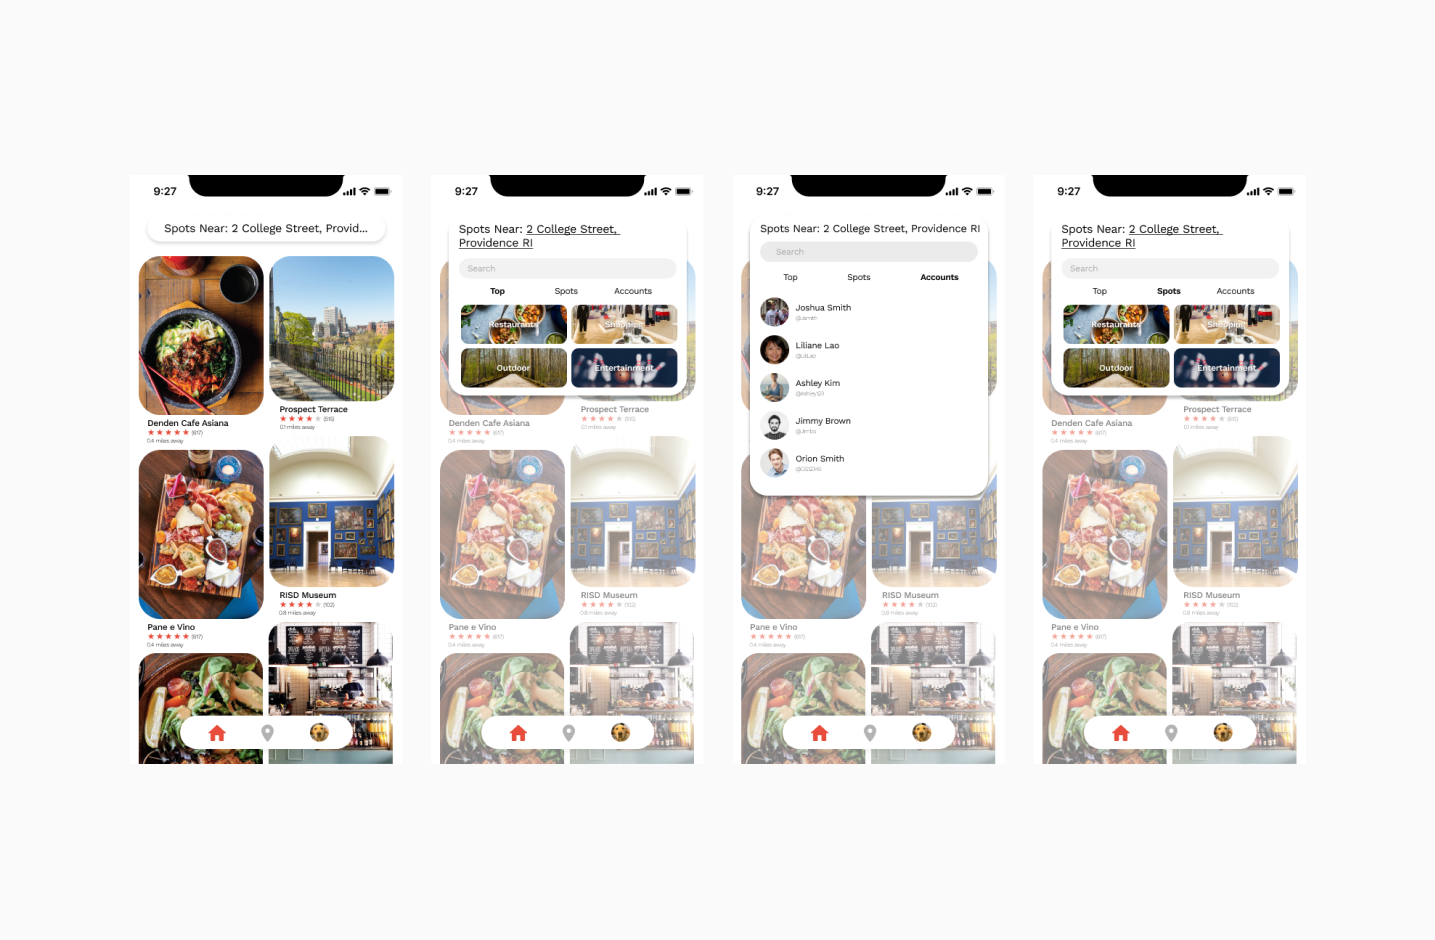 9:27
Spots Near: 2 College Street, Provid...
Denden Cafe Asiana
(617)
0.4 miles away
Prospect Terrace
(515)
0.1 miles away
Pane e Vino
(617)
0.4 miles away
RISD Museum
(102)
0.8 miles away
9:27
Spots Near: 2 College Street,
Providence RI
Search
Top Spots Accounts
Restaurants Shopping
Outdoor Entertainment
Denden Cafe Asiana
(617)
0.4 miles away
Prospect Terrace
(515)
0.1 miles away
Pane e Vino
(617)
0.4 miles away
RISD Museum
(102)
0.8 miles away
9:27
Spots Near: 2 College Street, Providence RI
Search
Top Spots Accounts
Joshua Smith
@Jsmith
Liliane Lao
@LilLao
Ashley Kim
@ashley123
Jimmy Brown
Orion Smith
Pane e Vino
(617)
0.4 miles away
RISD Museum
(102)
0.8 miles away
9:27
Spots Near: 2 College Street,
Providence RI
Search
Top Spots Accounts
Restaurants Shopping
Outdoor Entertainment
Denden Cafe Asiana
(617)
0.4 miles away
Prospect Terrace
(515)
0.1 miles away
Pane e Vino
(617)
0.4 miles away
RISD Museum
(102)
0.8 miles away